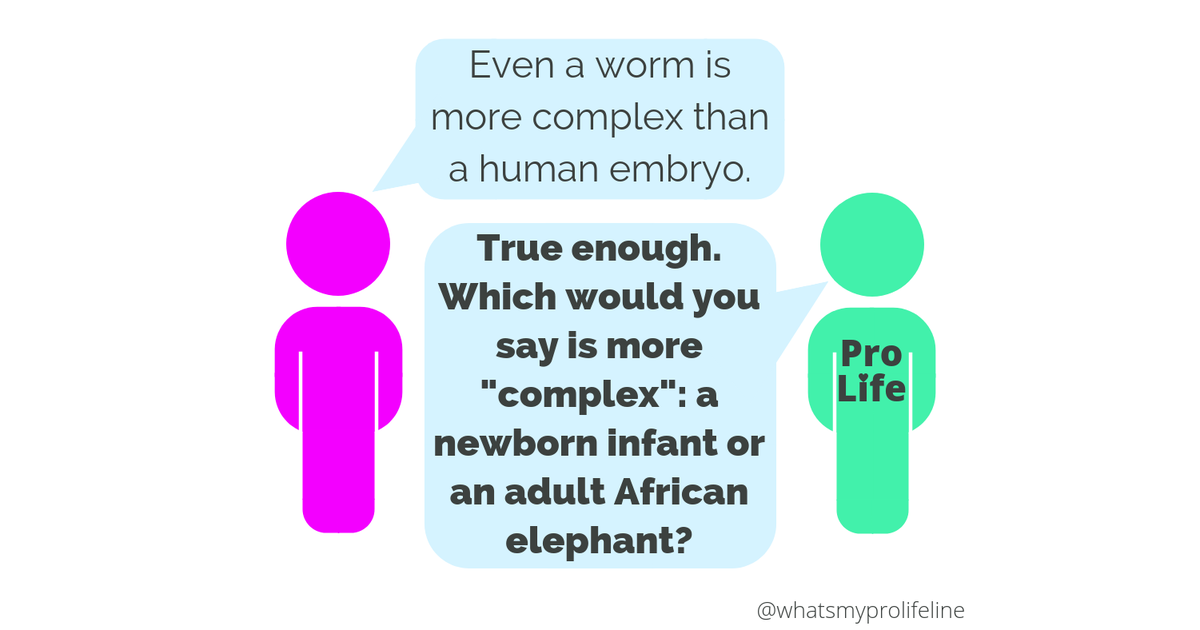 Even a worm is
more complex than
a human embryo.
True enough.
Which would you
say is more
"complex": a
newborn infant or
an adult African
elephant?
Pro
Life
@whatsmyprolifeline